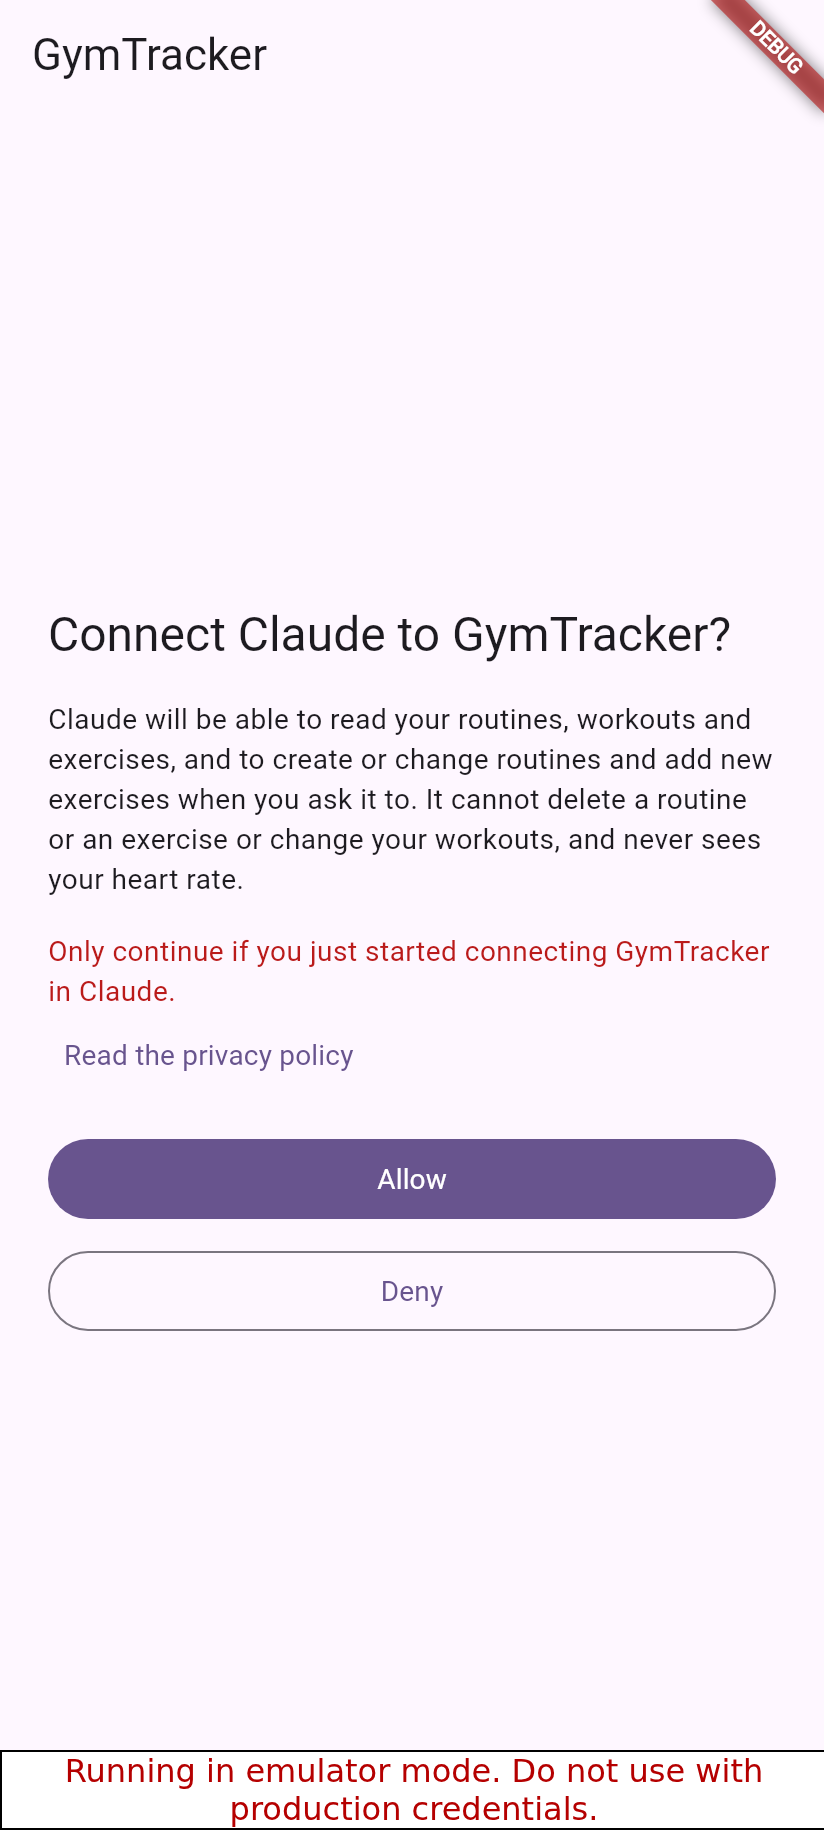 GymTracker
DEBUG
Connect Claude to GymTracker?
Claude will be able to read your routines, workouts and
exercises, and to create or change routines and add new
exercises when you ask it to. It cannot delete a routine
or an exercise or change your workouts, and never sees
your heart rate.
Only continue if you just started connecting GymTracker
in Claude.
Read the privacy policy
Allow
Deny
Running in emulator mode. Do not use with
production credentials.